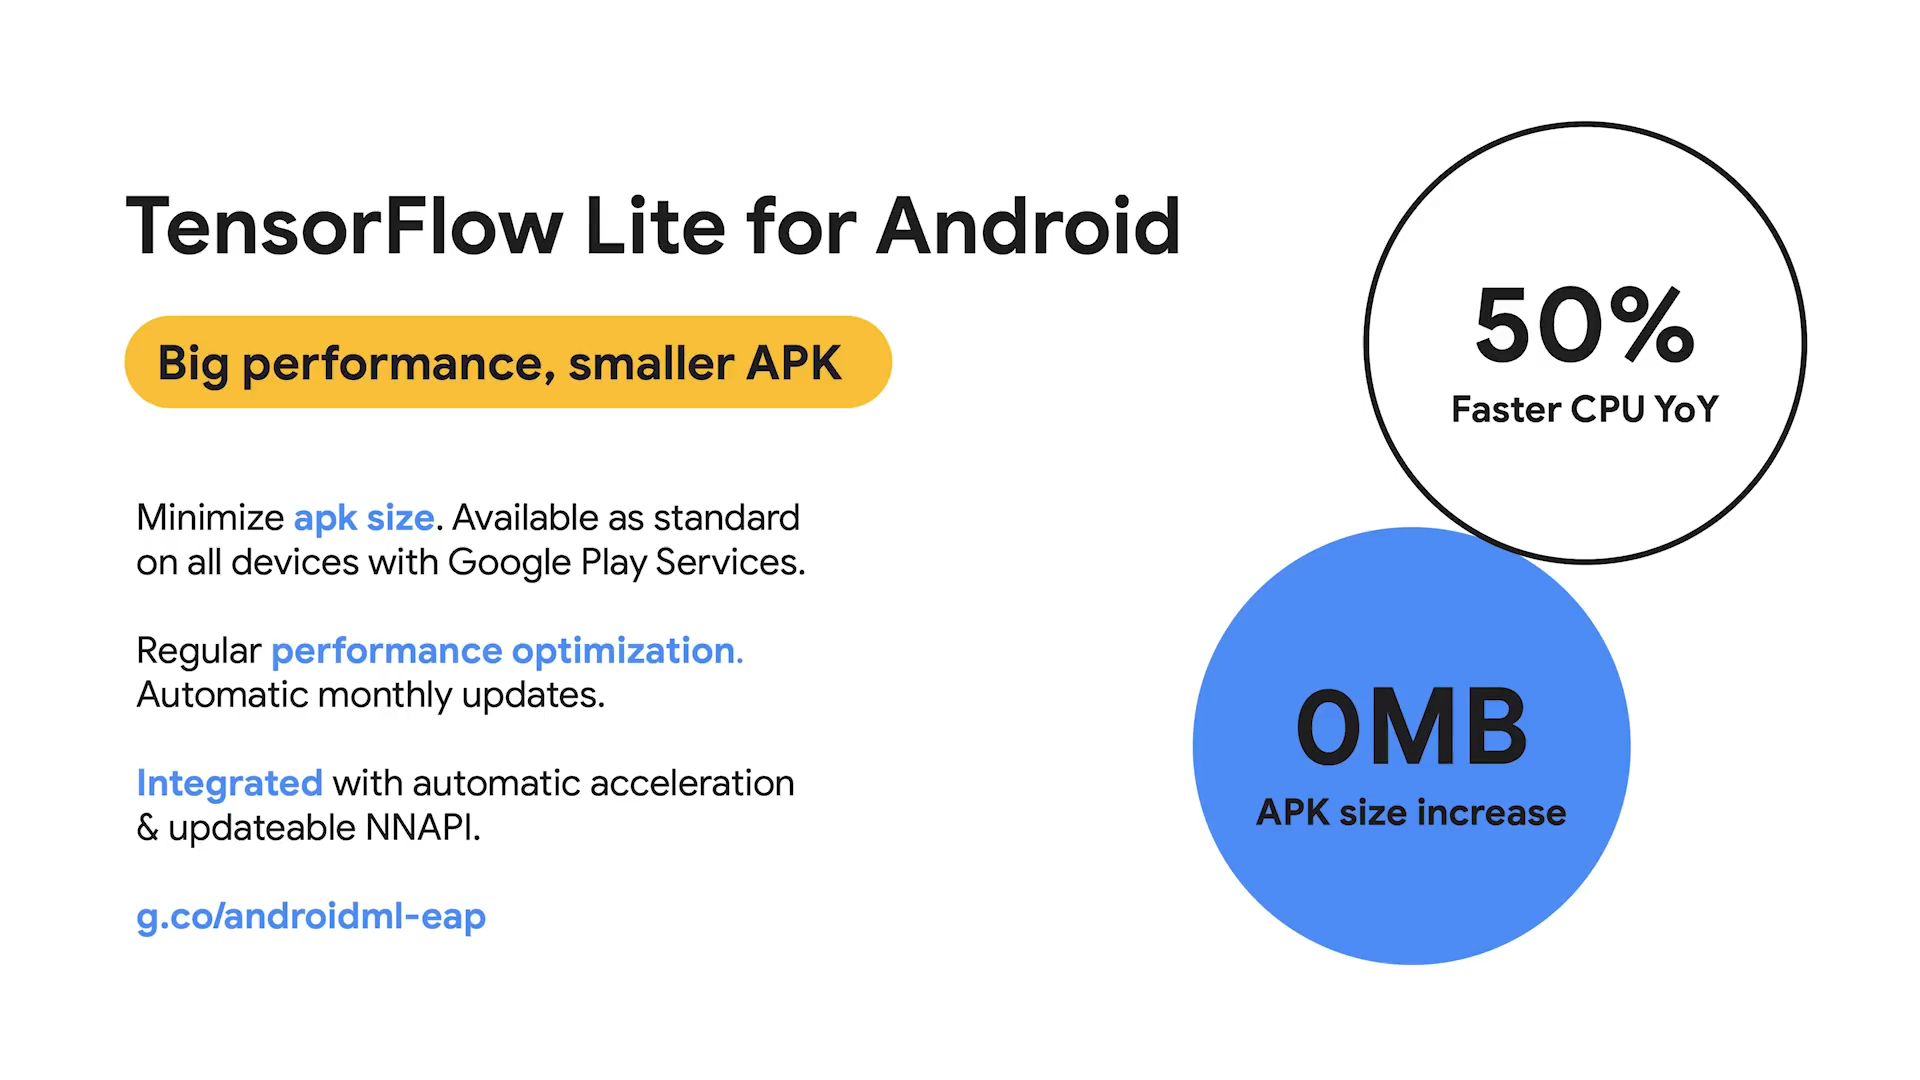 TensorFlow Lite for Android
Big performance, smaller APK
Minimize apk size. Available as standard
on all devices with Google Play Services.
Regular performance optimization.
Automatic monthly updates.
Integrated with automatic acceleration
& updateable NNAPI.
g.co/androidml-eap
50%
Faster CPU YoY
0MB
APK size increase